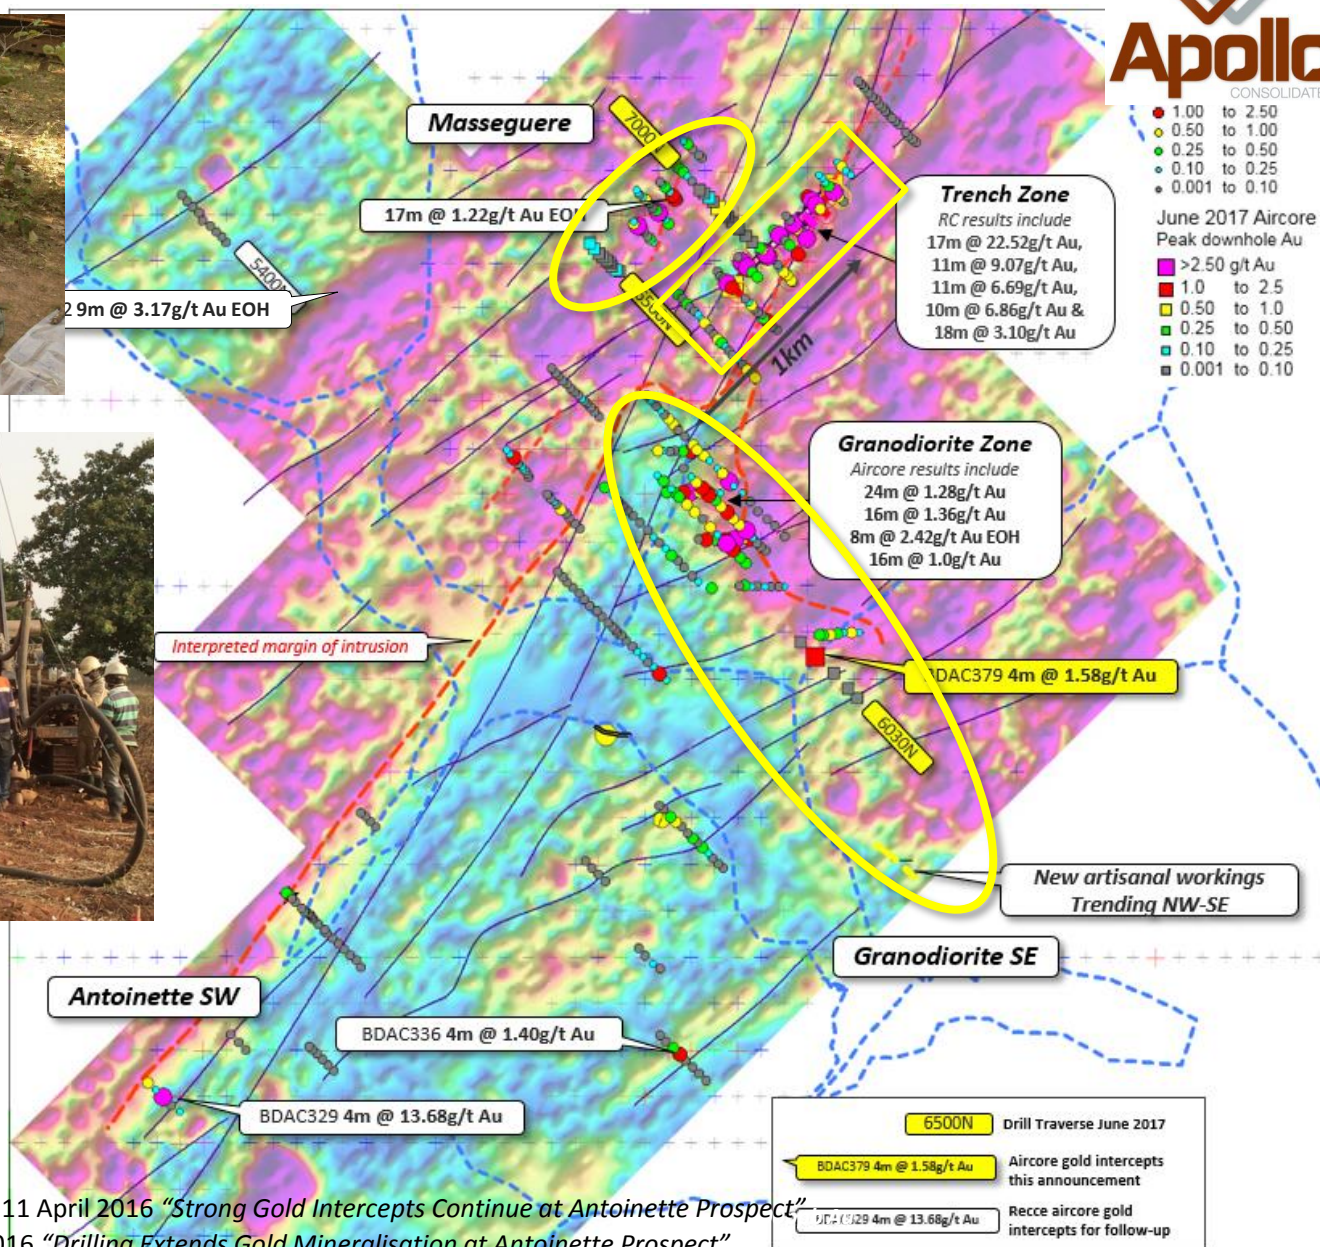 Apollo
CONSOLIDATE
1.00 to 2.50
0.50 to 1.00
0.25 to 0.50
0.10 to 0.25
0.001 to 0.10
June 2017 Aircore
Peak downhole Au
>2.50 g/t Au
1.0 to 2.5
0.50 to 1.0
0.25 to 0.50
0.10 to 0.25
0.001 to 0.10
Masseguere
7000
17m @ 1.22g/t Au EOH
Trench Zone
RC results include
17m @ 22.52g/t Au,
11m @ 9.07g/t Au,
11m @ 6.69g/t Au,
10m @ 6.86g/t Au &
18m @ 3.10g/t Au
5400N
2 9m @ 3.17g/t Au EOH
6500N
1km
Granodiorite Zone
Aircore results include
24m @ 1.28g/t Au
16m @ 1.36g/t Au
8m @ 2.42g/t Au EOH
16m @ 1.0g/t Au
Interpreted margin of intrusion
DAC379 4m @ 1.58g/t Au
6030N
New artisanal workings
Trending NW-SE
Granodiorite SE
Antoinette SW
BDAC336 4m @ 1.40g/t Au
BDAC329 4m @ 13.68g/t Au
6500N Drill Traverse June 2017
BDAC379 4m @ 1.58g/t Au Aircore gold intercepts
this announcement
4m @ 13.68g/t Au Recce aircore gold
intercepts for follow-up
11 April 2016 “Strong Gold Intercepts Continue at Antoinette Prospect”
016 “Drilling Extends Gold Mineralisation at Antoinette Prospect”